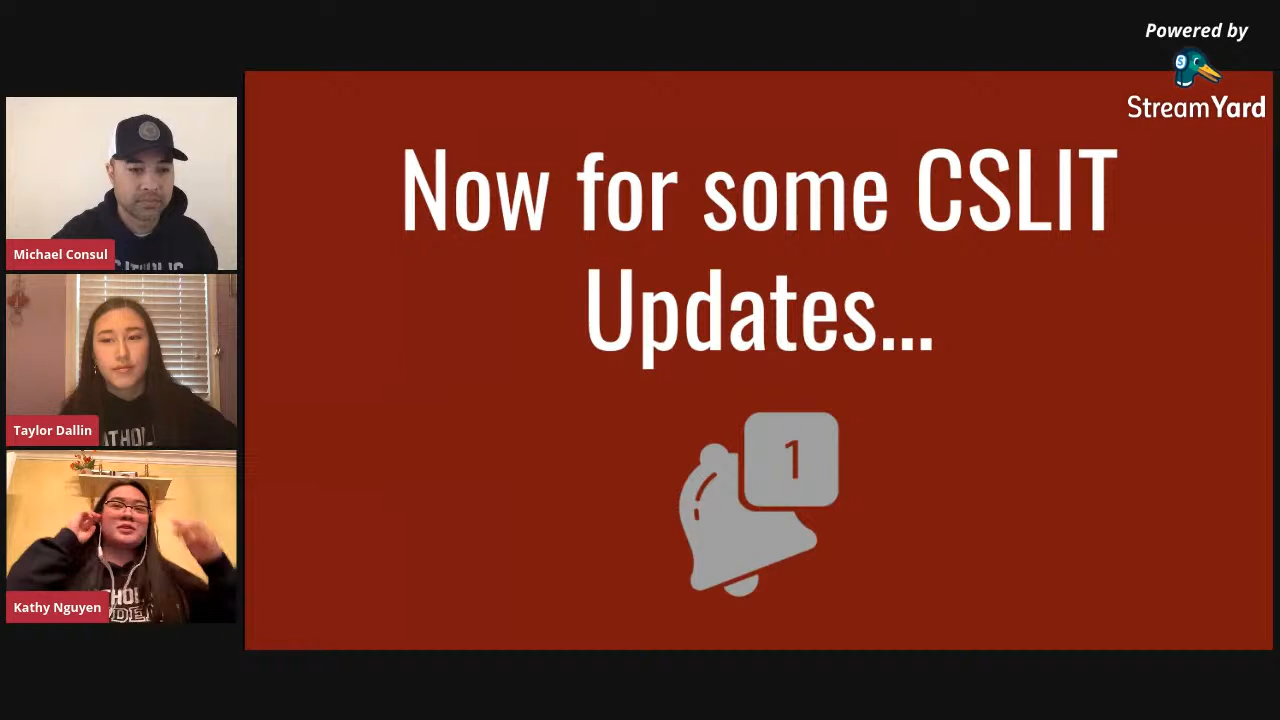 Powered by
S
StreamYard
Now for some CSLIT
Updates...
1
Michael Consul
Taylor Dallin
Kathy Nguyen